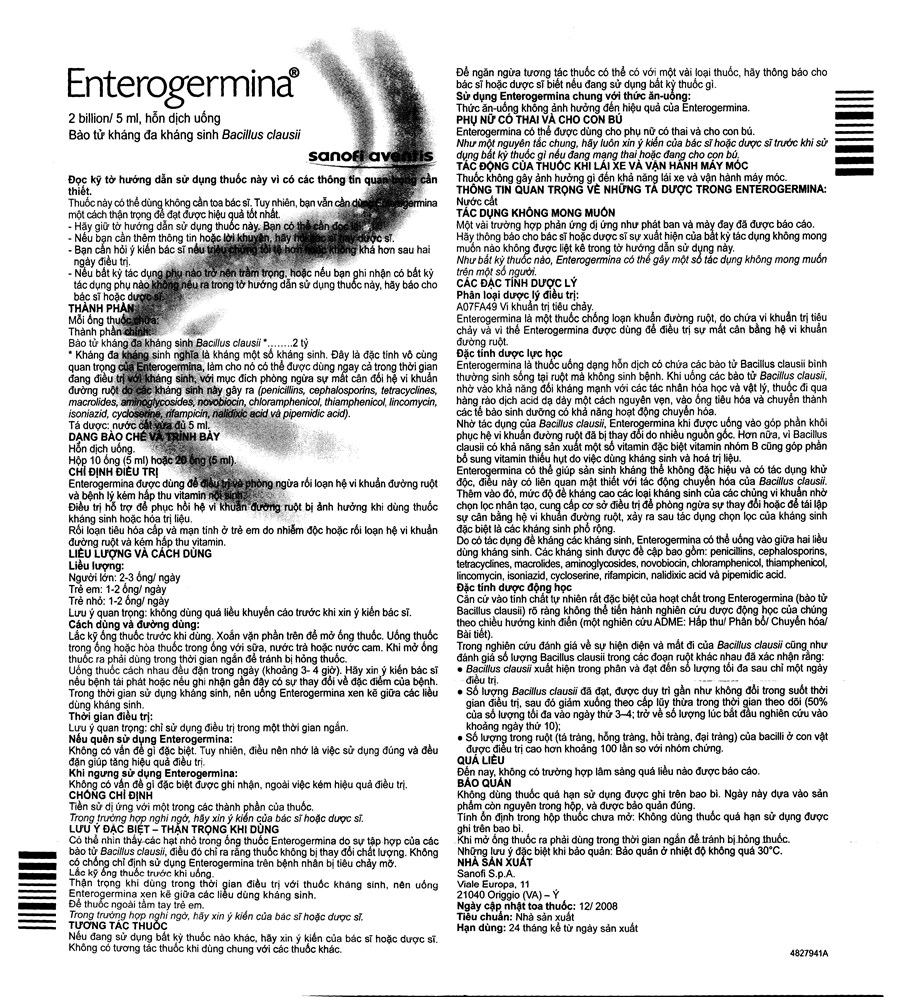 Enterogermina®
2 billion/ 5 ml, hỗn dịch uống
Bào tử kháng đa kháng sinh Bacillus clausii
sanofi aventis
Đọc kỹ tờ hướng dẫn sử dụng thuốc này vì có các thông tin quan trọng cần
thiết.
Thuốc này có thể dùng không cần toa bác sĩ. Tuy nhiên, bạn vẫn cần dùng Enterogermina
một cách thận trọng để đạt được hiệu quả tốt nhất.
- Hãy giữ tờ hướng dẫn sử dụng thuốc này. Bạn có thể cần đọc lại.
- Nếu bạn cần thêm thông tin hoặc lời khuyên, hãy hỏi bác sĩ hay dược sĩ.
- Bạn cần hỏi ý kiến bác sĩ nếu triệu chứng tồi tệ hơn hoặc không khá hơn sau hai
ngày điều trị.
- Nếu bất kỳ tác dụng phụ nào trở nên trầm trọng, hoặc nếu bạn ghi nhận có bất kỳ
tác dụng phụ nào không nêu ra trong tờ hướng dẫn sử dụng thuốc này, hãy báo cho
bác sĩ hoặc dược sĩ.
THÀNH PHẦN
Mỗi ống thuốc chứa:
Thành phần chính:
Bào tử kháng đa kháng sinh Bacillus clausii *........2 tỷ
* Kháng đa kháng sinh nghĩa là kháng một số kháng sinh. Đây là đặc tính vô cùng
quan trọng của Enterogermina, làm cho nó có thể được dùng ngay cả trong thời gian
đang điều trị với kháng sinh, với mục đích phòng ngừa sự mất cân đối hệ vi khuẩn
đường ruột do các kháng sinh này gây ra (penicillins, cephalosporins, tetracyclines,
macrolides, aminoglycosides, novobiocin, chloramphenicol, thiamphenicol, lincomycin,
isoniazid, cycloserine, rifampicin, nalidixic acid và pipemidic acid).
Tá dược: nước cất vừa đủ 5 ml.
DẠNG BÀO CHẾ VÀ TRÌNH BÀY
Hỗn dịch uống.
Hộp 10 ống (5 ml) hoặc 20 ống (5 ml).
CHỈ ĐỊNH ĐIỀU TRỊ
Enterogermina được dùng để điều trị và phòng ngừa rối loạn hệ vi khuẩn đường ruột
và bệnh lý kém hấp thu vitamin nội sinh.
Điều trị hỗ trợ để phục hồi hệ vi khuẩn đường ruột bị ảnh hưởng khi dùng thuốc
kháng sinh hoặc hóa trị liệu.
Rối loạn tiêu hóa cấp và mạn tính ở trẻ em do nhiễm độc hoặc rối loạn hệ vi khuẩn
đường ruột và kém hấp thu vitamin.
LIỀU LƯỢNG VÀ CÁCH DÙNG
Liều lượng:
Người lớn: 2-3 ống/ ngày
Trẻ em: 1-2 ống/ ngày
Trẻ nhỏ: 1-2 ống/ ngày
Lưu ý quan trọng: không dùng quá liều khuyến cáo trước khi xin ý kiến bác sĩ.
Cách dùng và đường dùng:
Lắc kỹ ống thuốc trước khi dùng. Xoắn vặn phần trên để mở ống thuốc. Uống thuốc
trong ống hoặc hòa thuốc trong ống với sữa, nước trà hoặc nước cam. Khi mở ống
thuốc ra phải dùng trong thời gian ngắn để tránh bị hỏng thuốc.
Uống thuốc cách nhau đều đặn trong ngày (khoảng 3- 4 giờ). Hãy xin ý kiến bác sĩ
nếu bệnh tái phát hoặc nếu ghi nhận gần đây có sự thay đổi về đặc điểm của bệnh.
Trong thời gian sử dụng kháng sinh, nên uống Enterogermina xen kẽ giữa các liều
dùng kháng sinh.
Thời gian điều trị:
Lưu ý quan trọng: chỉ sử dụng điều trị trong một thời gian ngắn.
Nếu quên sử dụng Enterogermina:
Không có vấn đề gì đặc biệt. Tuy nhiên, điều nên nhớ là việc sử dụng đúng và đều
đặn giúp tăng hiệu quả điều trị.
Khi ngưng sử dụng Enterogermina:
Không có vấn đề gì đặc biệt được ghi nhận, ngoài việc kém hiệu quả điều trị.
CHỐNG CHỈ ĐỊNH
Tiền sử dị ứng với một trong các thành phần của thuốc.
Trong trường hợp nghi ngờ, hãy xin ý kiến của bác sĩ hoặc dược sĩ.
LƯU Ý ĐẶC BIỆT – THẬN TRỌNG KHI DÙNG
Có thể nhìn thấy các hạt nhỏ trong ống thuốc Enterogermina do sự tập hợp của các
bào tử Bacillus clausii, điều đó chỉ ra rằng thuốc không bị thay đổi chất lượng. Không
có chống chỉ định sử dụng Enterogermina trên bệnh nhân bị tiêu chảy mỡ.
Lắc kỹ ống thuốc trước khi uống.
Thận trọng khi dùng trong thời gian điều trị với thuốc kháng sinh, nên uống
Enterogermina xen kẽ giữa các liều dùng kháng sinh.
Để thuốc ngoài tầm tay trẻ em.
Trong trường hợp nghi ngờ, hãy xin ý kiến của bác sĩ hoặc dược sĩ.
TƯƠNG TÁC THUỐC
Nếu đang sử dụng bất kỳ thuốc nào khác, hãy xin ý kiến của bác sĩ hoặc dược sĩ.
Không có tương tác thuốc khi dùng chung với các thuốc khác.
Để ngăn ngừa tương tác thuốc có thể có với một vài loại thuốc, hãy thông báo cho
bác sĩ hoặc dược sĩ biết nếu đang sử dụng bất kỳ thuốc gì.
Sử dụng Enterogermina chung với thức ăn-uống:
Thức ăn-uống không ảnh hưởng đến hiệu quả của Enterogermina.
PHỤ NỮ CÓ THAI VÀ CHO CON BÚ
Enterogermina có thể được dùng cho phụ nữ có thai và cho con bú.
Như một nguyên tắc chung, hãy luôn xin ý kiến của bác sĩ hoặc dược sĩ trước khi sử
dụng bất kỳ thuốc gì nếu đang mang thai hoặc đang cho con bú.
TÁC ĐỘNG CỦA THUỐC KHI LÁI XE VÀ VẬN HÀNH MÁY MÓC
Thuốc không gây ảnh hưởng gì đến khả năng lái xe và vận hành máy móc.
THÔNG TIN QUAN TRỌNG VỀ NHỮNG TÁ DƯỢC TRONG ENTEROGERMINA:
Nước cất
TÁC DỤNG KHÔNG MONG MUỐN
Một vài trường hợp phản ứng dị ứng như phát ban và mày đay đã được báo cáo.
Hãy thông báo cho bác sĩ hoặc dược sĩ sự xuất hiện của bất kỳ tác dụng không mong
muốn nào không được liệt kê trong tờ hướng dẫn sử dụng này.
Như bất kỳ thuốc nào, Enterogermina có thể gây một số tác dụng không mong muốn
trên một số người.
CÁC ĐẶC TÍNH DƯỢC LÝ
Phân loại dược lý điều trị:
A07FA49 Vi khuẩn trị tiêu chảy.
Enterogermina là một thuốc chống loạn khuẩn đường ruột, do chứa vi khuẩn trị tiêu
chảy và vì thế Enterogermina được dùng để điều trị sự mất cân bằng hệ vi khuẩn
đường ruột.
Đặc tính dược lực học
Enterogermina là thuốc uống dạng hỗn dịch có chứa các bào tử Bacillus clausii bình
thường sống tại ruột mà không sinh bệnh. Khi uống các bào tử Bacillus clausii,
nhờ vào khả năng đối kháng mạnh với các tác nhân hóa học và vật lý, thuốc đi qua
hàng rào dịch acid dạ dày một cách nguyên vẹn, vào ống tiêu hóa và chuyển thành
các tế bào sinh dưỡng có khả năng hoạt động chuyển hóa.
Nhờ tác dụng của Bacillus clausii, Enterogermina khi được uống vào góp phần khôi
phục hệ vi khuẩn đường ruột đã bị thay đổi do nhiều nguồn gốc. Hơn nữa, vì Bacillus
clausii có khả năng sản xuất một số vitamin đặc biệt vitamin nhóm B cũng góp phần
bổ sung vitamin thiếu hụt do việc dùng kháng sinh và hoá trị liệu.
Enterogermina có thể giúp sản sinh kháng thể không đặc hiệu và có tác dụng khử
độc, điều này có liên quan mật thiết với tác động chuyển hóa của Bacillus clausii.
Thêm vào đó, mức độ đề kháng cao các loại kháng sinh của các chủng vi khuẩn nhờ
chọn lọc nhân tạo, cung cấp cơ sở điều trị để phòng ngừa sự thay đổi hoặc để tái lập
sự cân bằng hệ vi khuẩn đường ruột, xảy ra sau tác dụng chọn lọc của kháng sinh
đặc biệt là các kháng sinh phổ rộng.
Do có tác dụng đề kháng các kháng sinh, Enterogermina có thể uống vào giữa hai liều
dùng kháng sinh. Các kháng sinh được đề cập bao gồm: penicillins, cephalosporins,
tetracyclines, macrolides, aminoglycosides, novobiocin, chloramphenicol, thiamphenicol,
lincomycin, isoniazid, cycloserine, rifampicin, nalidixic acid và pipemidic acid.
Đặc tính dược động học
Căn cứ vào tính chất tự nhiên rất đặc biệt của hoạt chất trong Enterogermina (bào tử
Bacillus clausii) rõ ràng không thể tiến hành nghiên cứu dược động học của chúng
theo chiều hướng kinh điển (một nghiên cứu ADME: Hấp thu/ Phân bố/ Chuyển hóa/
Bài tiết).
Trong nghiên cứu đánh giá về sự hiện diện và mất đi của Bacillus clausii cũng như
đánh giá số lượng Bacillus clausii trong các đoạn ruột khác nhau đã xác nhận rằng:
● Bacillus clausii xuất hiện trong phân và đạt đến số lượng tối đa sau chỉ một ngày
điều trị.
● Số lượng Bacillus clausii đã đạt, được duy trì gần như không đổi trong suốt thời
gian điều trị, sau đó giảm xuống theo cấp lũy thừa trong thời gian theo dõi (50%
của số lượng tối đa vào ngày thứ 3–4; trở về số lượng lúc bắt đầu nghiên cứu vào
khoảng ngày thứ 10);
● Số lượng trong ruột (tá tràng, hỗng tràng, hồi tràng, đại tràng) của bacilli ở con vật
được điều trị cao hơn khoảng 100 lần so với nhóm chứng.
QUÁ LIỀU
Đến nay, không có trường hợp lâm sàng quá liều nào được báo cáo.
BẢO QUẢN
Không dùng thuốc quá hạn sử dụng được ghi trên bao bì. Ngày này dựa vào sản
phẩm còn nguyên trong hộp, và được bảo quản đúng.
Tính ổn định trong hộp thuốc chưa mở: Không dùng thuốc quá hạn sử dụng được
ghi trên bao bì.
Khi mở ống thuốc ra phải dùng trong thời gian ngắn để tránh bị hỏng thuốc.
Những lưu ý đặc biệt khi bảo quản: Bảo quản ở nhiệt độ không quá 30°C.
NHÀ SẢN XUẤT
Sanofi S.p.A.
Viale Europa, 11
21040 Origgio (VA) – Ý
Ngày cập nhật toa thuốc: 12/ 2008
Tiêu chuẩn: Nhà sản xuất
Hạn dùng: 24 tháng kể từ ngày sản xuất
4827941A